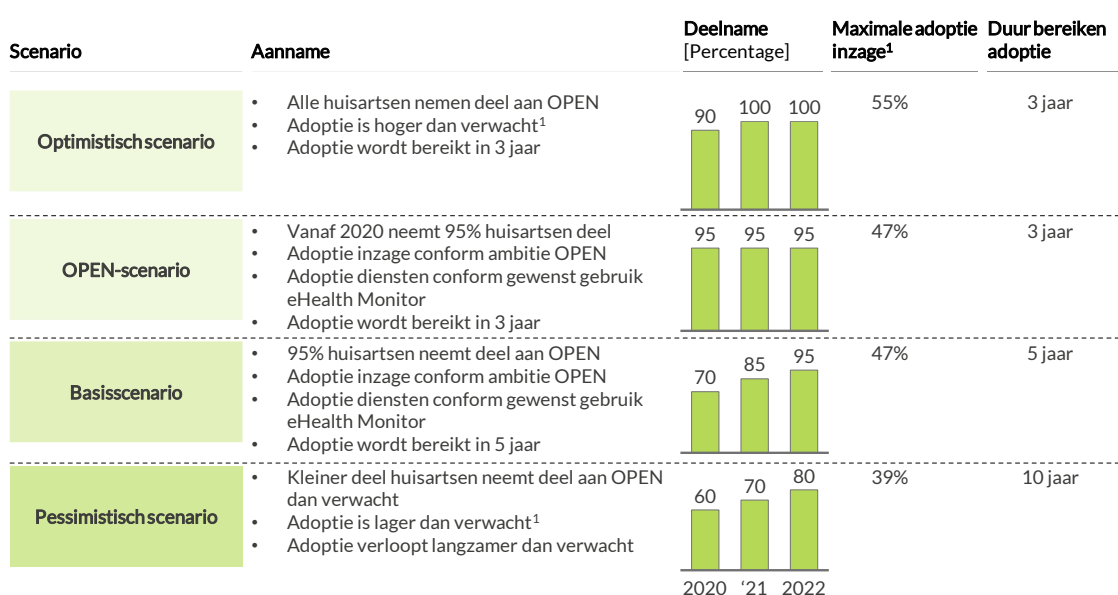 Scenario
Aanname
Deelname
[Percentage]
Maximale adoptie
inzage¹
Duur bereiken
adoptie
Optimistisch scenario
• Alle huisartsen nemen deel aan OPEN
• Adoptie is hoger dan verwacht¹
• Adoptie wordt bereikt in 3 jaar
90 100 100
55%
3 jaar
OPEN-scenario
• Vanaf 2020 neemt 95% huisartsen deel
• Adoptie inzage conform ambitie OPEN
• Adoptie diensten conform gewenst gebruik
eHealth Monitor
• Adoptie wordt bereikt in 3 jaar
95 95 95
47%
3 jaar
Basisscenario
• 95% huisartsen neemt deel aan OPEN
• Adoptie inzage conform ambitie OPEN
• Adoptie diensten conform gewenst gebruik
eHealth Monitor
• Adoptie wordt bereikt in 5 jaar
70 85 95
47%
5 jaar
Pessimistisch scenario
• Kleiner deel huisartsen neemt deel aan OPEN
dan verwacht
• Adoptie is lager dan verwacht¹
• Adoptie verloopt langzamer dan verwacht
60 70 80
39%
10 jaar
2020 ‘21 2022